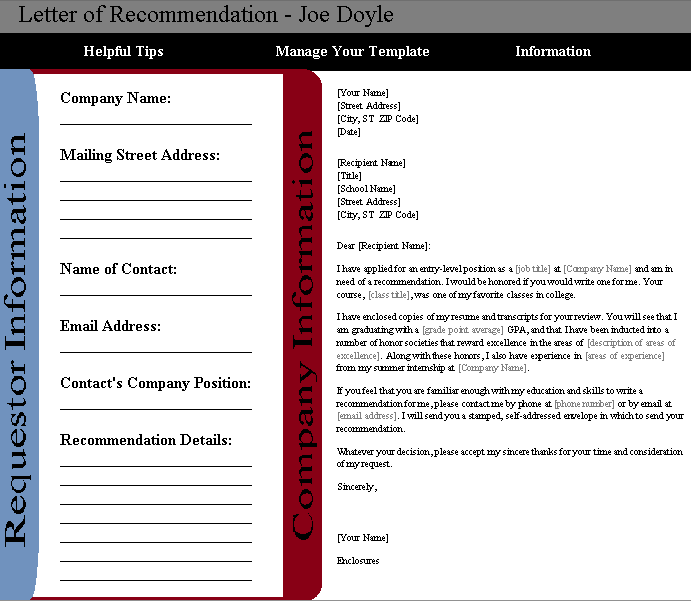 Letter of Recommendation - Joe Doyle
Helpful Tips
Manage Your Template
Information
Requestor Information
Company Name:
Mailing Street Address:
Name of Contact:
Email Address:
Contact's Company Position:
Recommendation Details:
Company Information
[Your Name]
[Street Address]
[City, ST  ZIP Code]
[Date]
[Recipient Name]
[Title]
[School Name]
[Street Address]
[City, ST  ZIP Code]
Dear [Recipient Name]:
I have applied for an entry-level position as a [job title] at [Company Name] and am in
need of a recommendation. I would be honored if you would write one for me. Your
course, [class title], was one of my favorite classes in college.
I have enclosed copies of my resume and transcripts for your review. You will see that I
am graduating with a [grade point average] GPA, and that I have been inducted into a
number of honor societies that reward excellence in the areas of [description of areas of
excellence]. Along with these honors, I also have experience in [areas of experience]
from my summer internship at [Company Name].
If you feel that you are familiar enough with my education and skills to write a
recommendation for me, please contact me by phone at [phone number] or by email at
[email address]. I will send you a stamped, self-addressed envelope in which to send your
recommendation.
Whatever your decision, please accept my sincere thanks for your time and consideration
of my request.
Sincerely,
[Your Name]
Enclosures